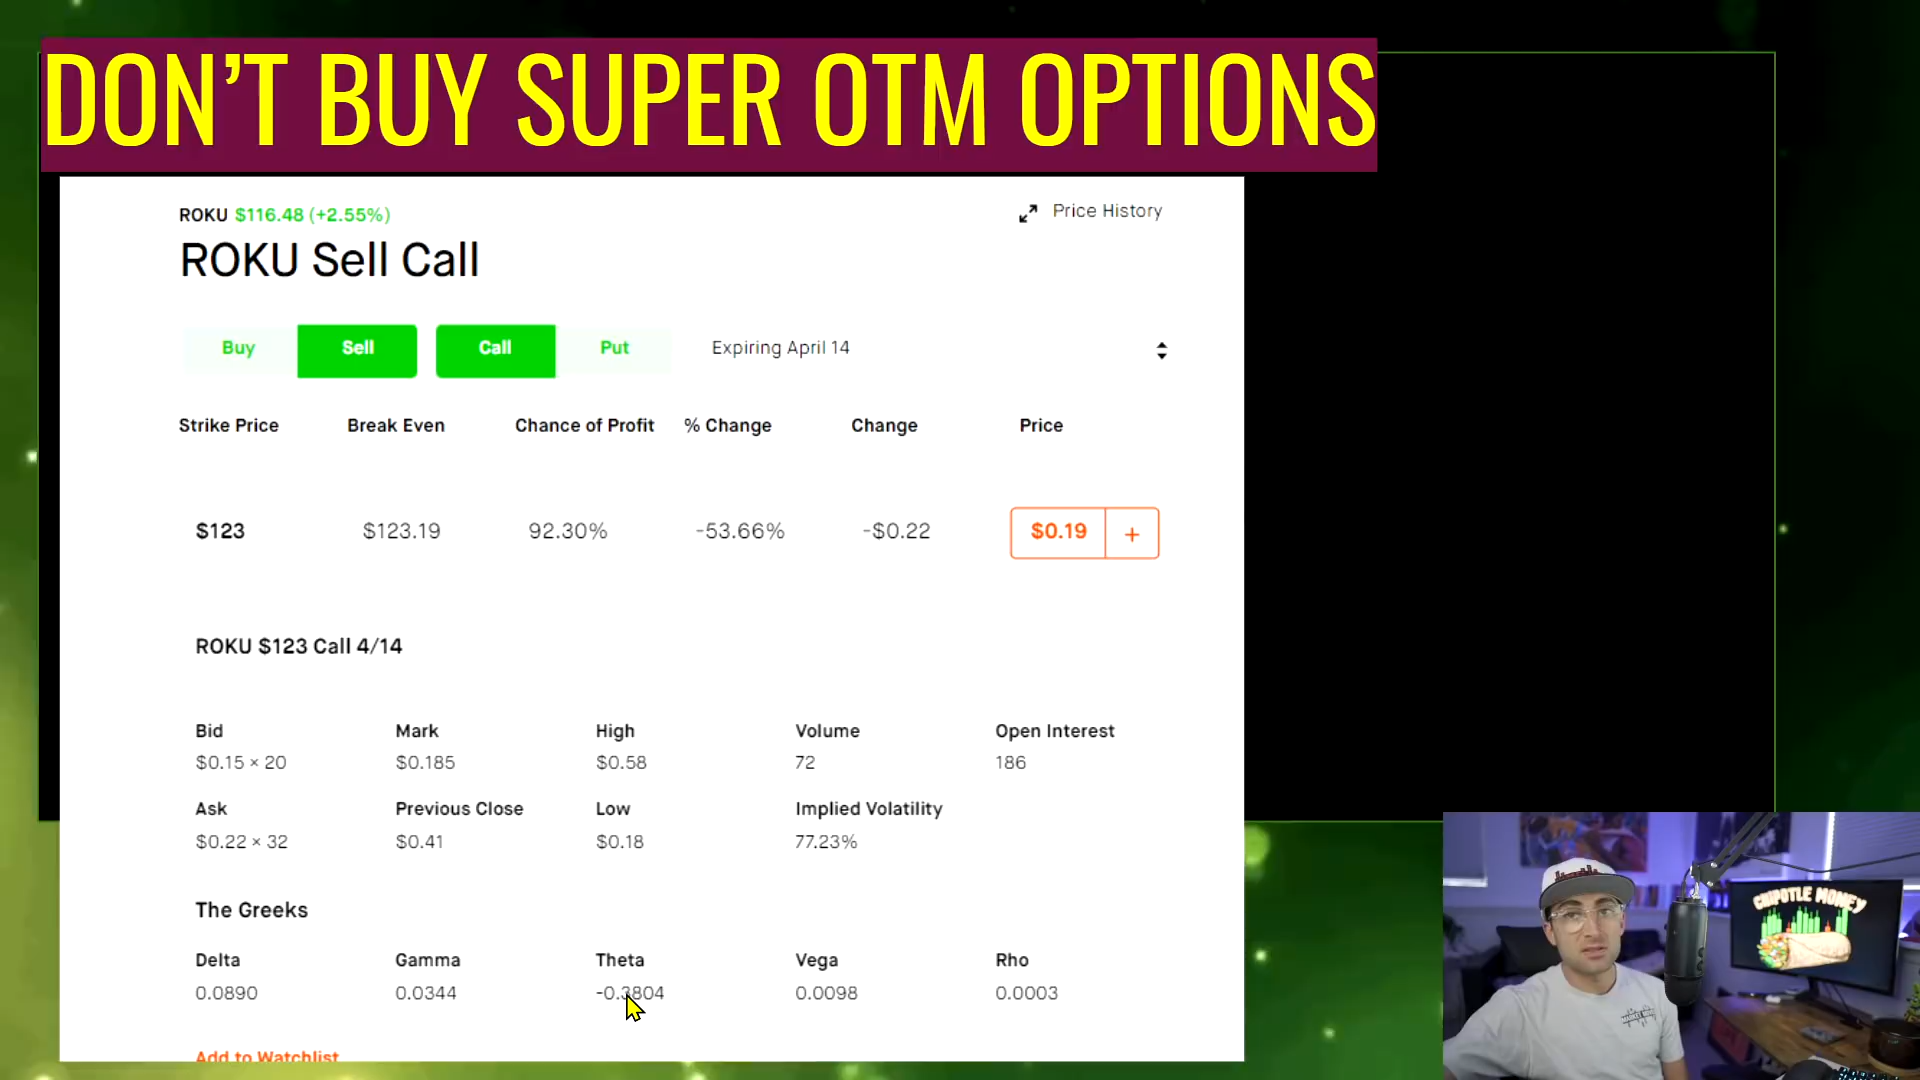 DON'T BUY SUPER OTM OPTIONS
ROKU $116.48 (+2.55%)
Price History
ROKU Sell Call
Buy Sell Call Put Expiring April 14
Strike Price Break Even Chance of Profit % Change Change Price
$123 $123.19 92.30% -53.66% -$0.22 $0.19 +
ROKU $123 Call 4/14
Bid Mark High Volume Open Interest
$0.15 × 20 $0.185 $0.58 72 186
Ask Previous Close Low Implied Volatility
$0.22 × 32 $0.41 $0.18 77.23%
The Greeks
Delta Gamma Theta Vega Rho
0.0890 0.0344 -0.3804 0.0098 0.0003
Add to Watchlist
CHIPOTLE MONEY